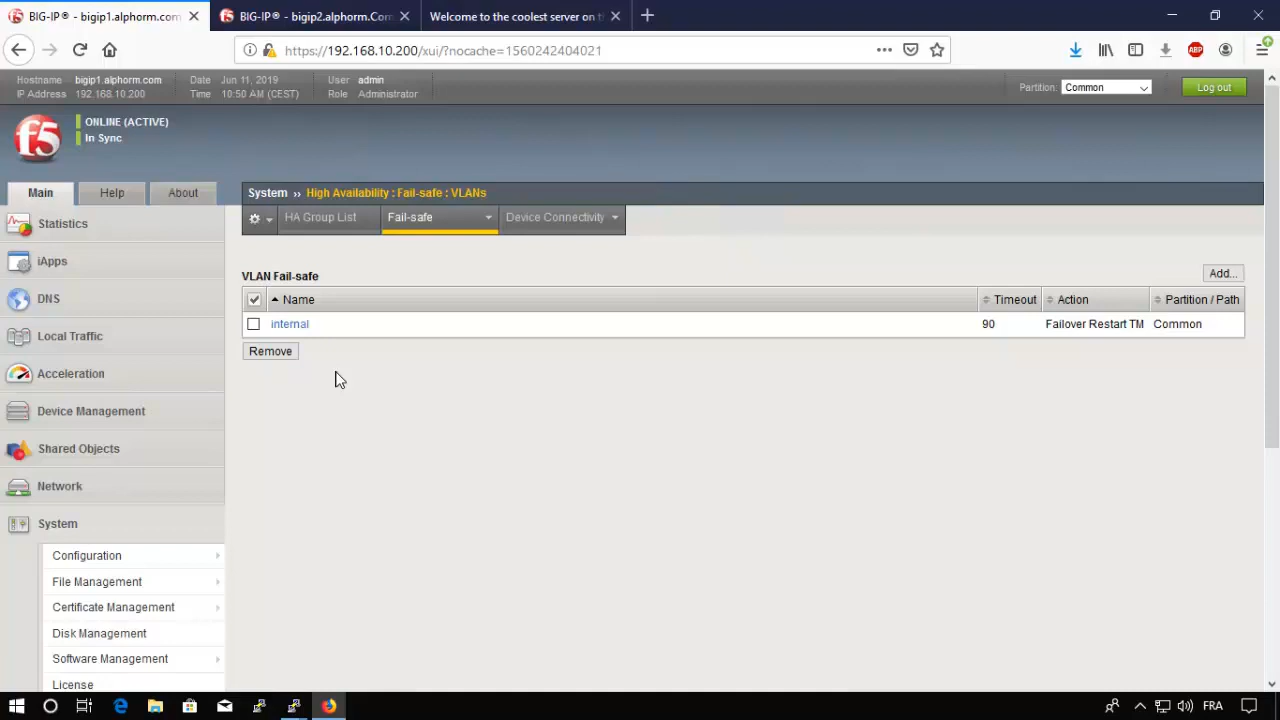 BIG-IP® - bigip1.alphorm.com
BIG-IP® - bigip2.alphorm.Com
Welcome to the coolest server on t
https://192.168.10.200/xui/?nocache=1560242404021
ABP
Hostname bigip1.alphorm.com Date Jun 11, 2019 User admin
IP Address 192.168.10.200 Time 10:50 AM (CEST) Role Administrator
Partition: Common
Log out
f5
ONLINE (ACTIVE)
In Sync
Main Help About
System ›› High Availability : Fail-safe : VLANs
HA Group List Fail-safe Device Connectivity
Statistics
iApps
DNS
Local Traffic
Acceleration
Device Management
Shared Objects
Network
System
Configuration
File Management
Certificate Management
Disk Management
Software Management
License
VLAN Fail-safe
Add...
Name Timeout Action Partition / Path
internal 90 Failover Restart TM Common
Remove
FRA